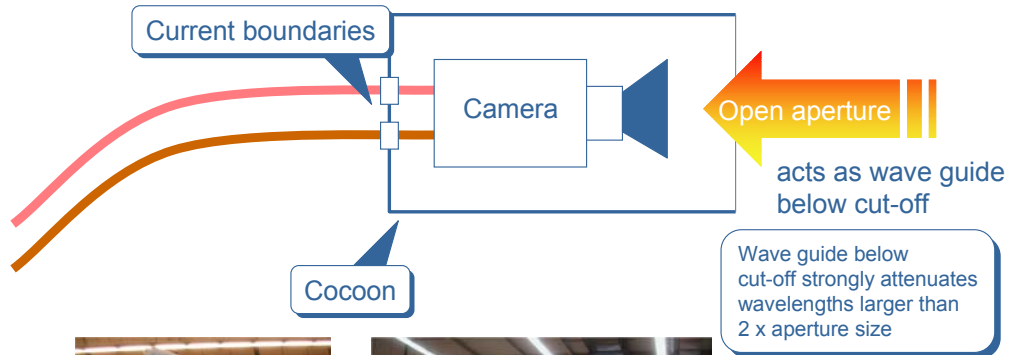 Current boundaries
Camera
Open aperture
acts as wave guide
below cut-off
Cocoon
Wave guide below
cut-off strongly attenuates
wavelengths larger than
2 x aperture size